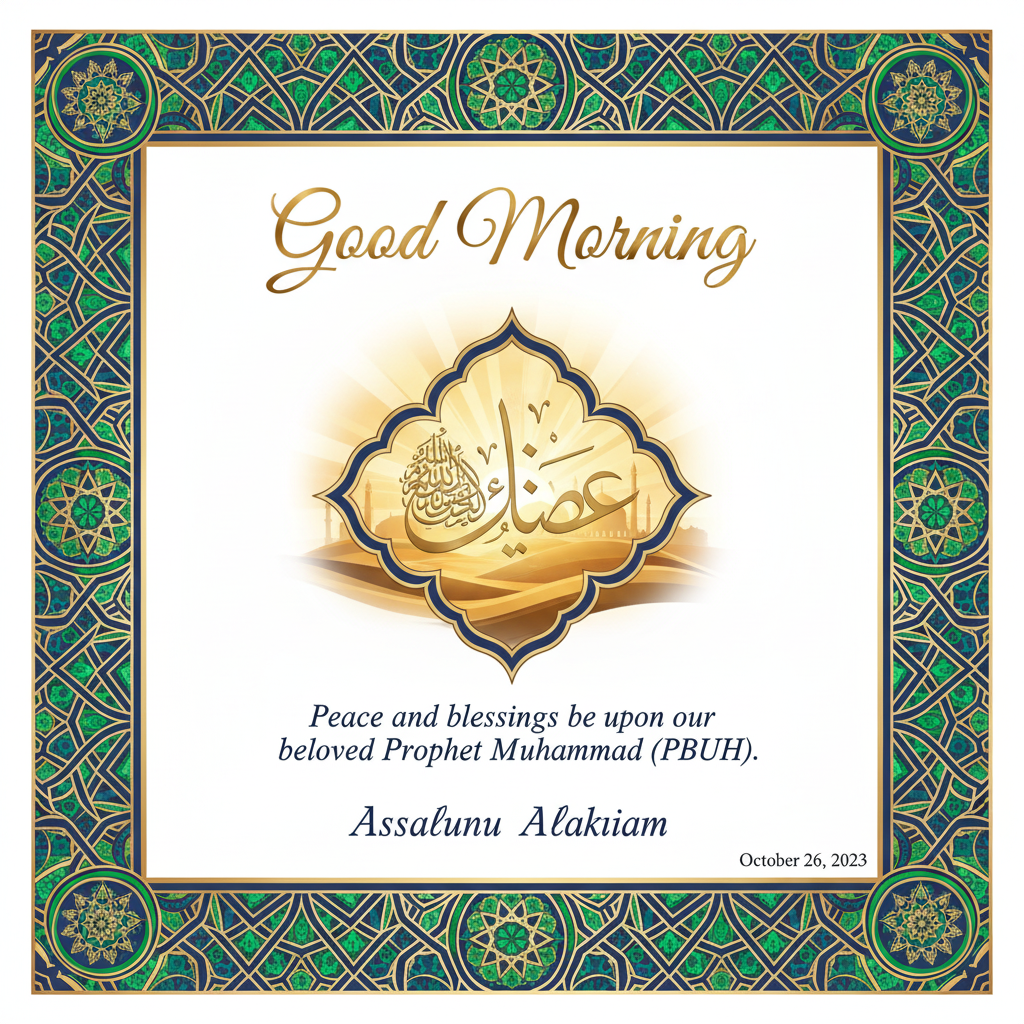 Good Morning
Peace and blessings be upon our
beloved Prophet Muhammad (PBUH).
Assalunu Alakiiam
October 26, 2023